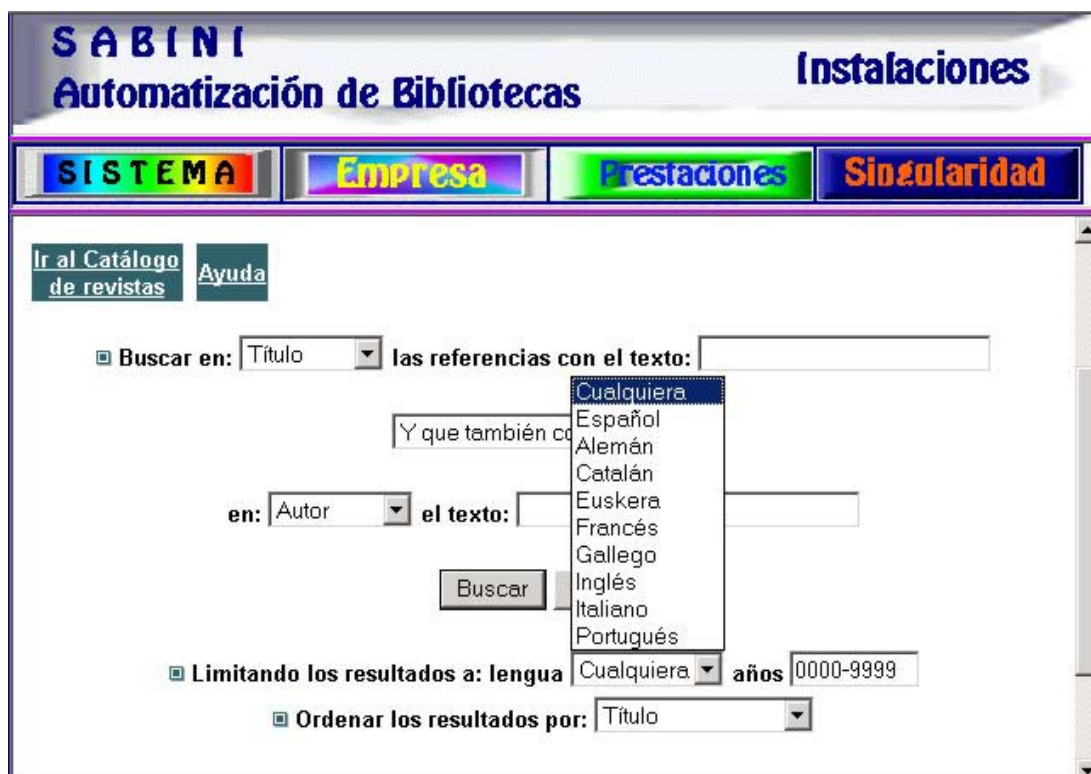 SABINI
Automatización de Bibliotecas
Instalaciones
SISTEMA
Empresa
Prestaciones
Singularidad
Ir al Catálogo
de revistas
Ayuda
Buscar en: Título las referencias con el texto:
Y que también
en: Autor el texto:
Buscar
Cualquiera
Español
Alemán
Catalán
Euskera
Francés
Gallego
Inglés
Italiano
Portugués
Limitando los resultados a: lengua Cualquiera años 0000-9999
Ordenar los resultados por: Título